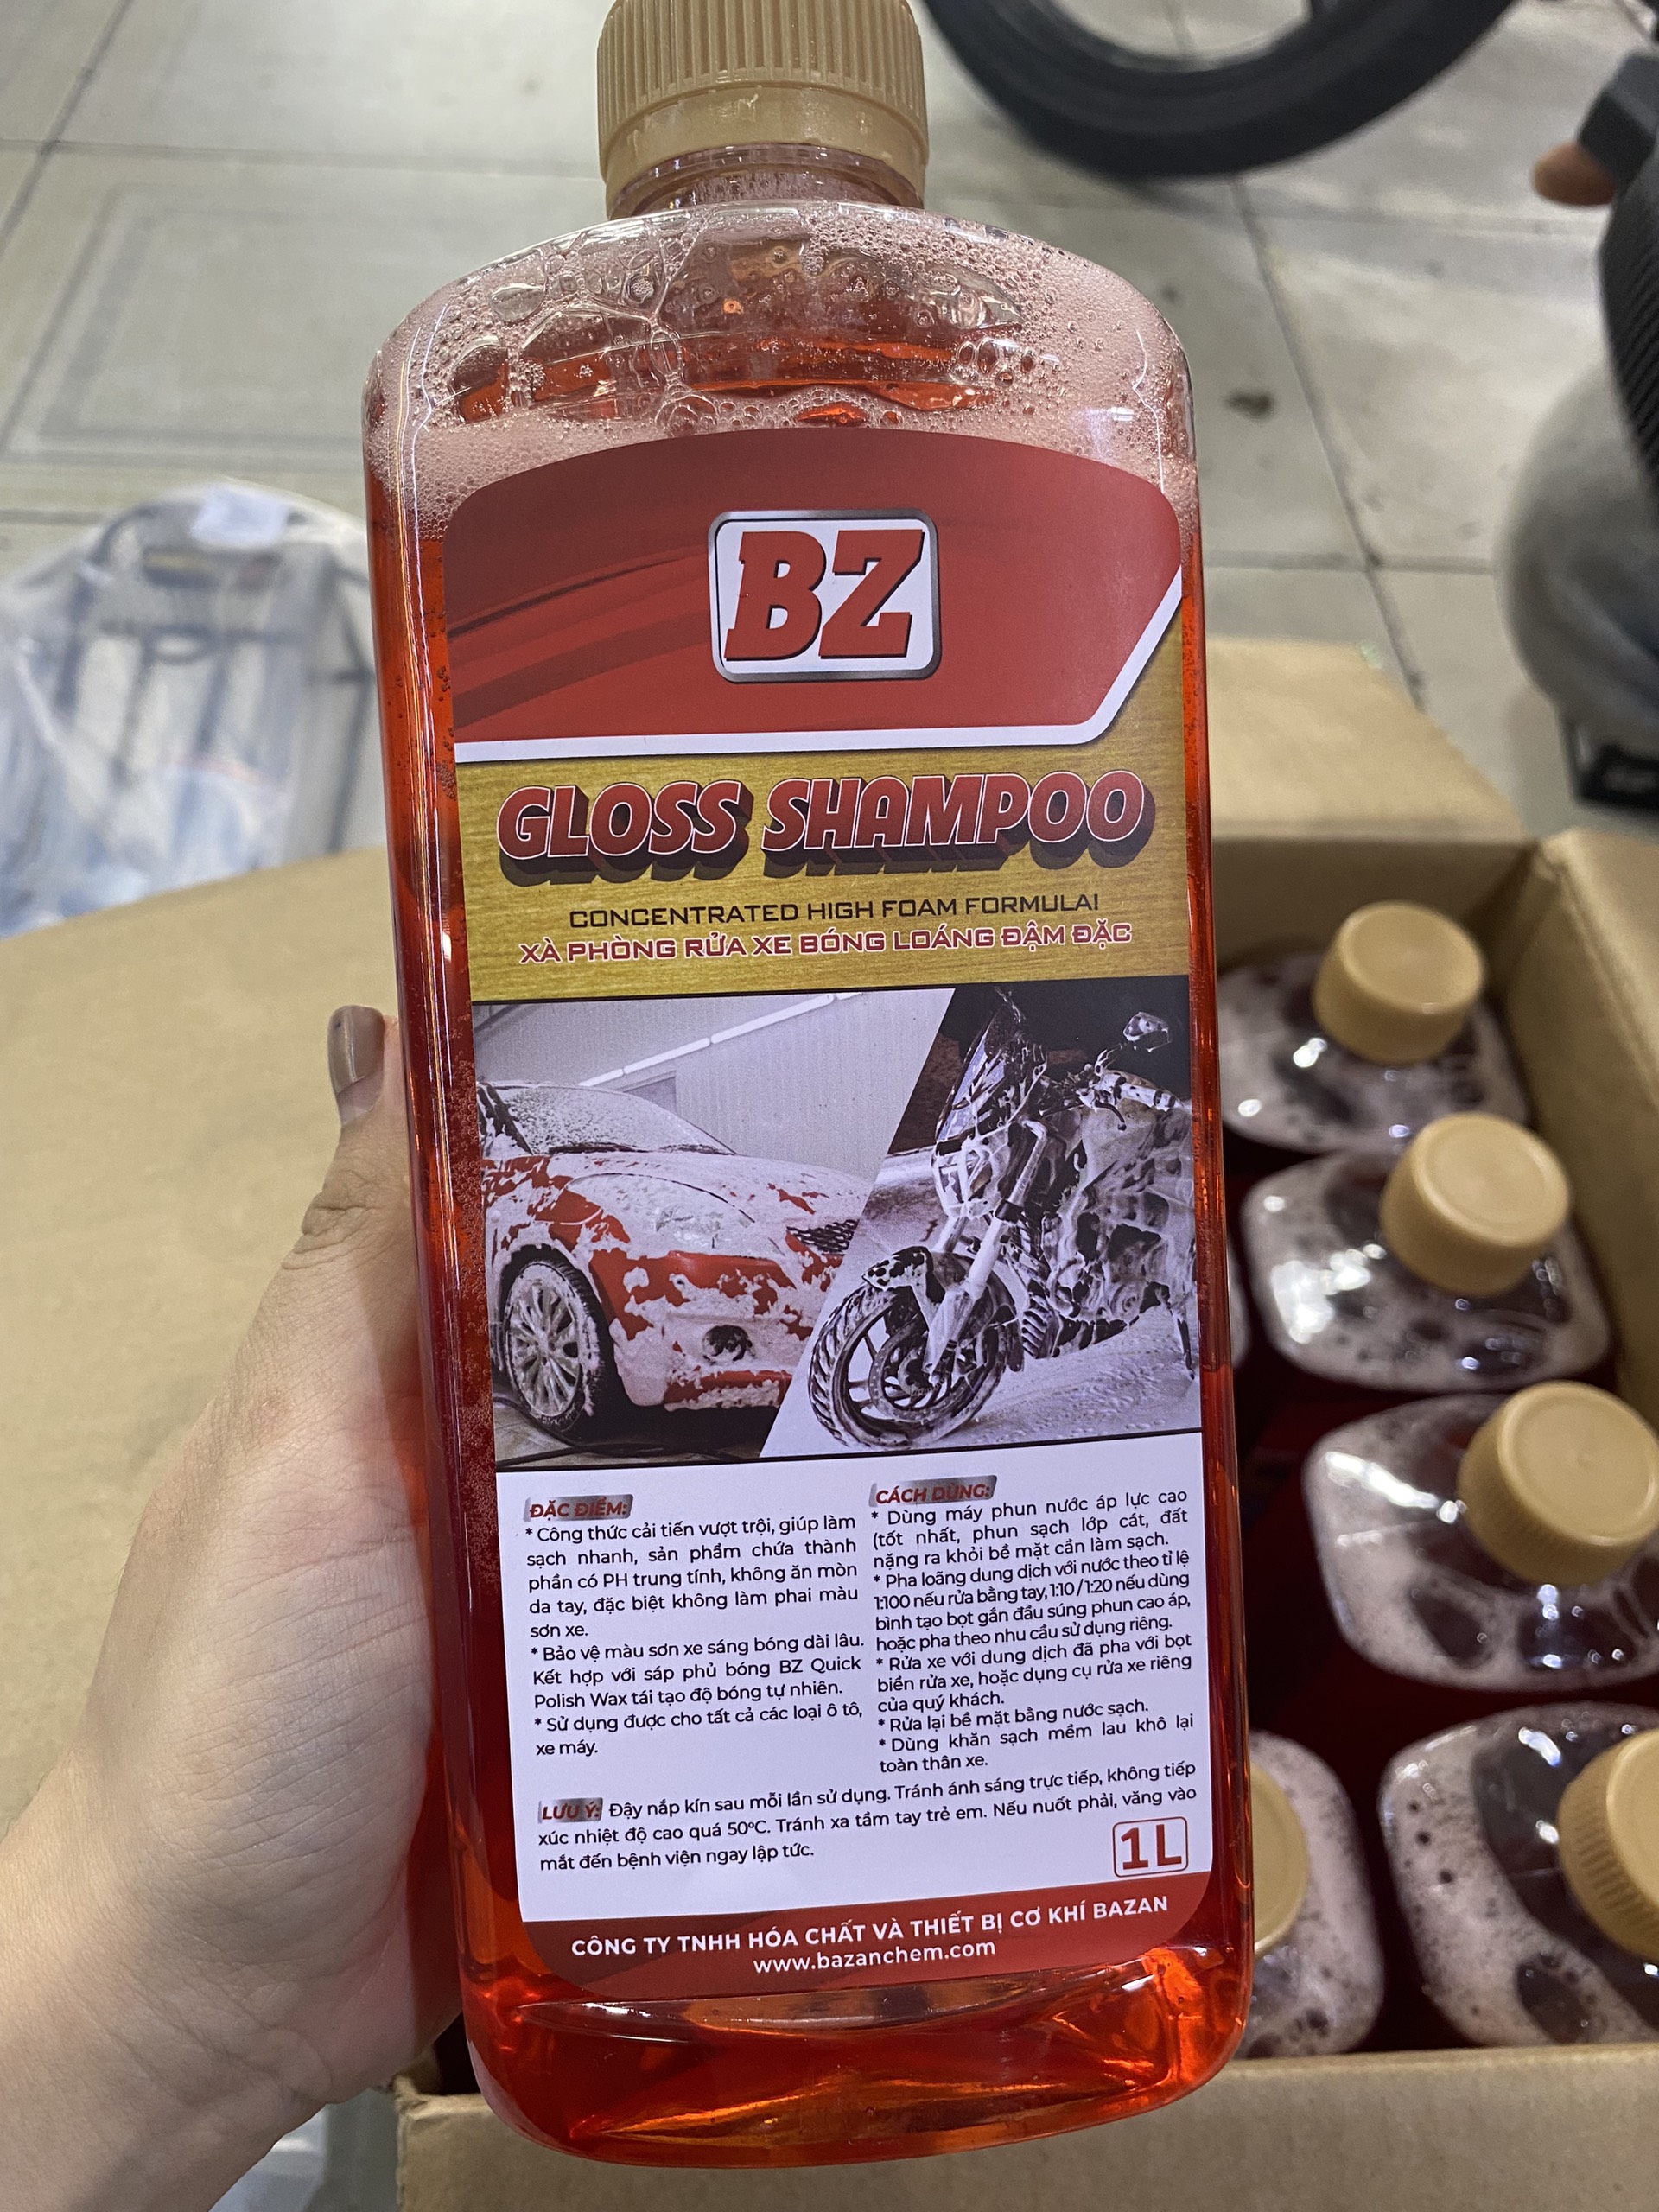 BZ
GLOSS SHAMPOO
CONCENTRATED HIGH FOAM FORMULA!
XÀ PHÒNG RỬA XE BÓNG LOÁNG ĐẬM ĐẶC
ĐẶC ĐIỂM:
* Công thức cải tiến vượt trội, giúp làm
sạch nhanh, sản phẩm chứa thành
phần có PH trung tính, không ăn mòn
da tay, đặc biệt không làm phai màu
sơn xe.
* Bảo vệ màu sơn xe sáng bóng dài lâu.
Kết hợp với sáp phủ bóng BZ Quick
Polish Wax tái tạo độ bóng tự nhiên.
* Sử dụng được cho tất cả các loại ô tô,
xe máy.
CÁCH DÙNG:
* Dùng máy phun nước áp lực cao
(tốt nhất, phun sạch lớp cát, đất
nặng ra khỏi bề mặt cần làm sạch.
* Pha loãng dung dịch với nước theo tỉ lệ
1:100 nếu rửa bằng tay, 1:10/1:20 nếu dùng
bình tạo bọt gắn đầu súng phun cao áp,
hoặc pha theo nhu cầu sử dụng riêng.
* Rửa xe với dung dịch đã pha với bọt
biển rửa xe, hoặc dụng cụ rửa xe riêng
của quý khách.
* Rửa lại bề mặt bằng nước sạch.
* Dùng khăn sạch mềm lau khô lại
toàn thân xe.
LƯU Ý: Đậy nắp kín sau mỗi lần sử dụng. Tránh ánh sáng trực tiếp, không tiếp
xúc nhiệt độ cao quá 50ºC. Tránh xa tầm tay trẻ em. Nếu nuốt phải, văng vào
mắt đến bệnh viện ngay lập tức.
1L
CÔNG TY TNHH HÓA CHẤT VÀ THIẾT BỊ CƠ KHÍ BAZAN
www.bazanchem.com